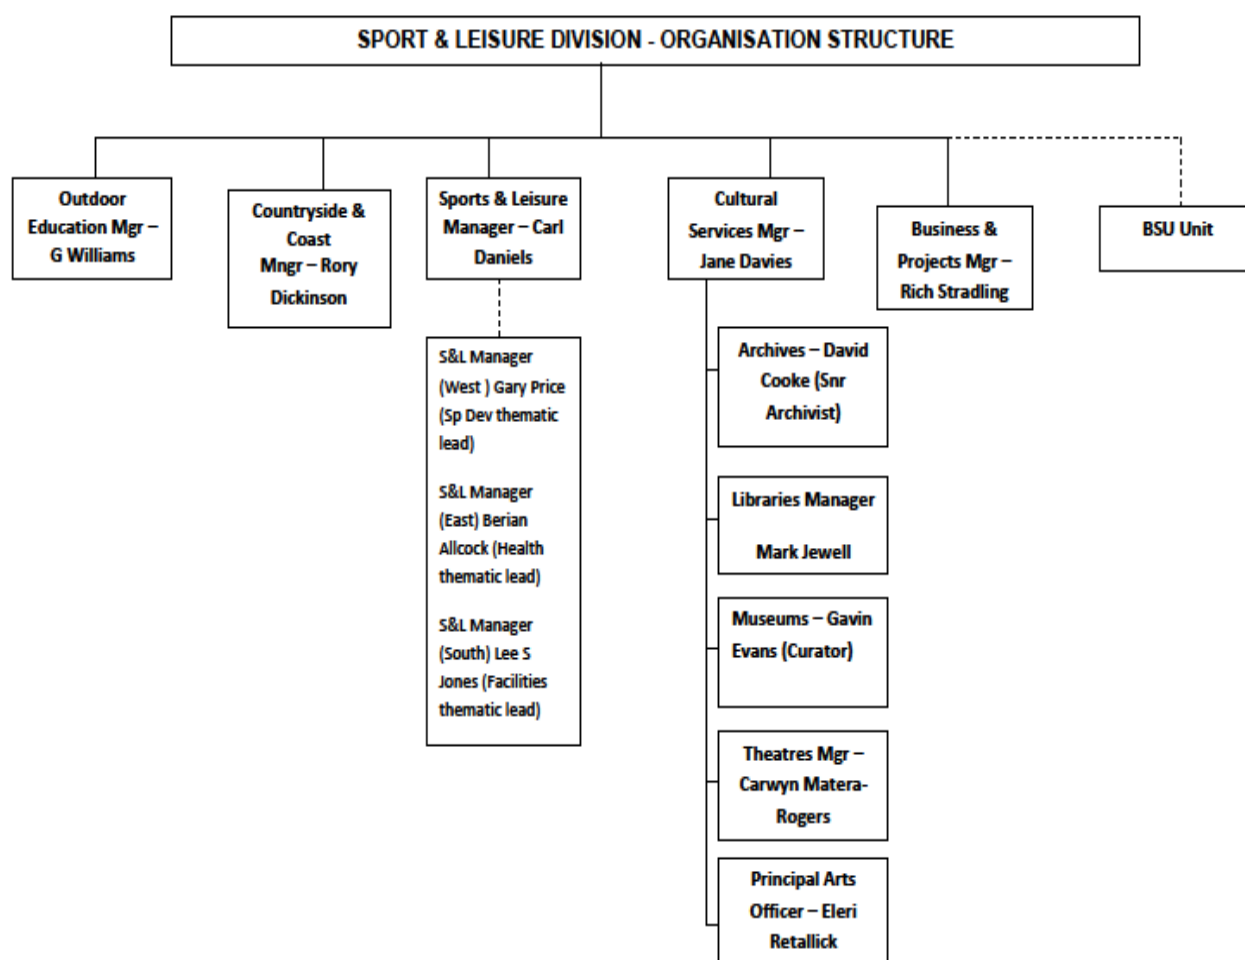 SPORT & LEISURE DIVISION - ORGANISATION STRUCTURE
Outdoor
Education Mgr –
G Williams
Countryside &
Coast
Mngr – Rory
Dickinson
Sports & Leisure
Manager – Carl
Daniels
Cultural
Services Mgr –
Jane Davies
Business &
Projects Mgr –
Rich Stradling
BSU Unit
S&L Manager
(West ) Gary Price
(Sp Dev thematic
lead)
S&L Manager
(East) Berian
Allcock (Health
thematic lead)
S&L Manager
(South) Lee S
Jones (Facilities
thematic lead)
Archives – David
Cooke (Snr
Archivist)
Libraries Manager
Mark Jewell
Museums – Gavin
Evans (Curator)
Theatres Mgr –
Carwyn Matera-
Rogers
Principal Arts
Officer – Eleri
Retallick